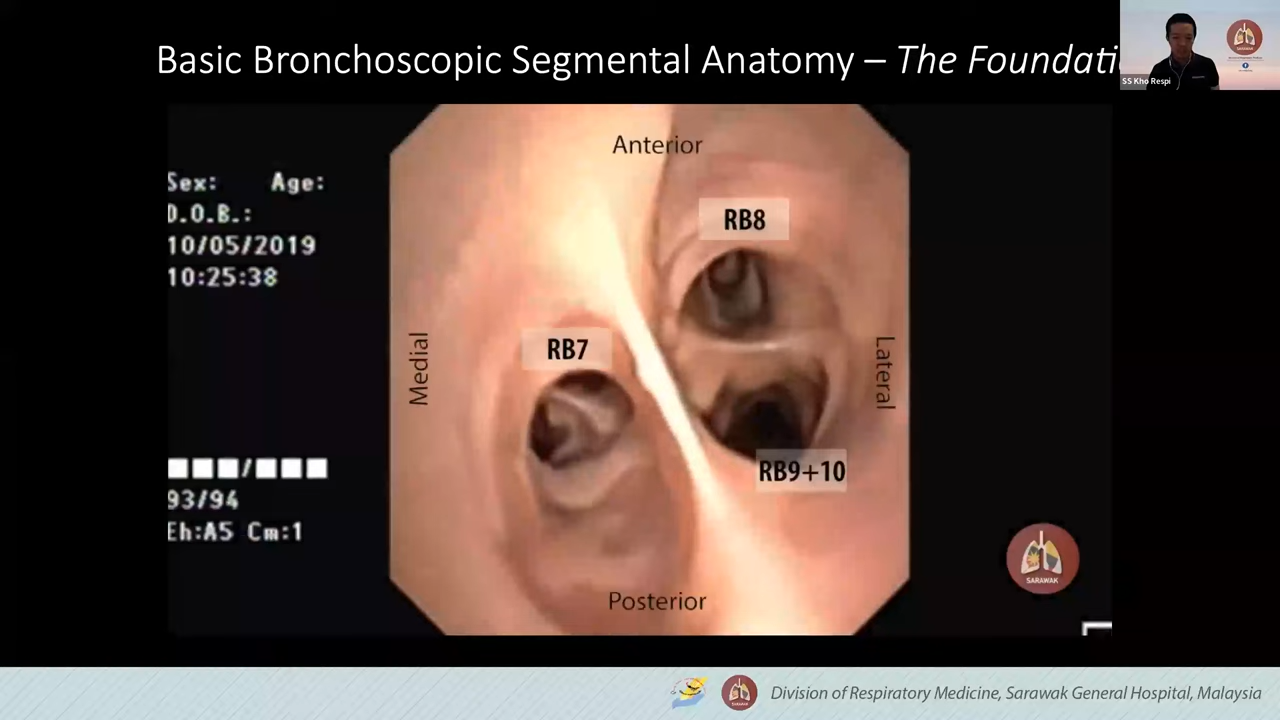 Basic Bronchoscopic Segmental Anatomy – The Foundati
SS Kho Respi
SARAWAK
Sex: Age:
D.O.B.:
10/05/2019
10:25:38
Anterior
RB8
RB7
Medial
Lateral
RB9+10
/
93/94
Eh:A5 Cm:1
SARAWAK
Posterior
SARAWAK
Division of Respiratory Medicine, Sarawak General Hospital, Malaysia